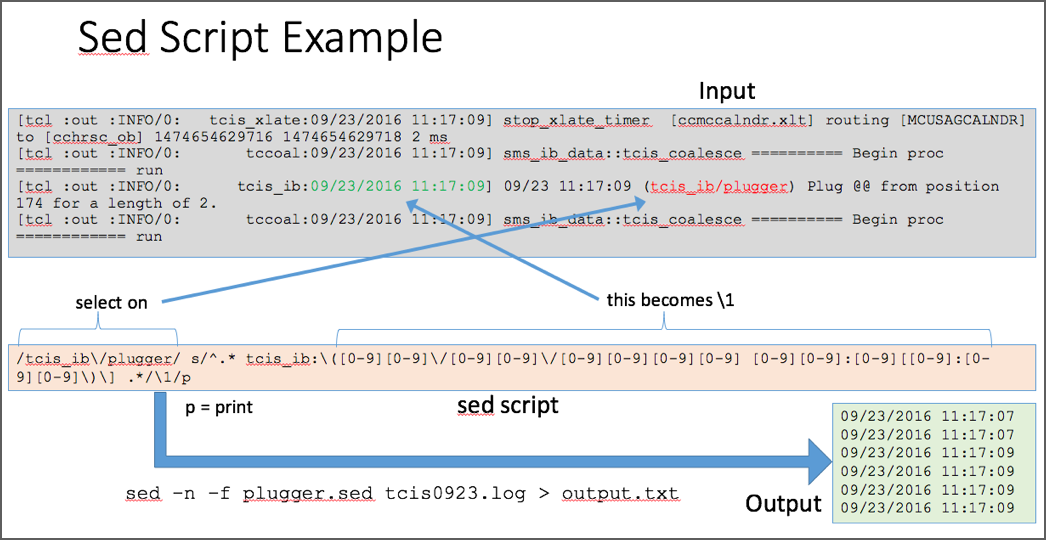 Sed Script Example
Input
[tcl :out :INFO/0:   tcis_xlate:09/23/2016 11:17:09] stop_xlate_timer  [ccmccalndr.xlt] routing [MCUSAGCALNDR]
to [cchrsc_ob] 1474654629716 1474654629718 2 ms
[tcl :out :INFO/0:       tccoal:09/23/2016 11:17:09] sms_ib_data::tcis_coalesce ========== Begin proc
============ run
[tcl :out :INFO/0:      tcis_ib:09/23/2016 11:17:09] 09/23 11:17:09 (tcis_ib/plugger) Plug @@ from position
174 for a length of 2.
[tcl :out :INFO/0:       tccoal:09/23/2016 11:17:09] sms_ib_data::tcis_coalesce ========== Begin proc
============ run
select on
this becomes \1
/tcis_ib\/plugger/ s/^.* tcis_ib:\([0-9][0-9]\/[0-9][0-9]\/[0-9][0-9][0-9][0-9] [0-9][0-9]:[0-9][[0-9]:[0-
9][0-9]\)\] .*/\1/p
p = print
sed script
sed -n -f plugger.sed tcis0923.log > output.txt
Output
09/23/2016 11:17:07
09/23/2016 11:17:07
09/23/2016 11:17:09
09/23/2016 11:17:09
09/23/2016 11:17:09
09/23/2016 11:17:09